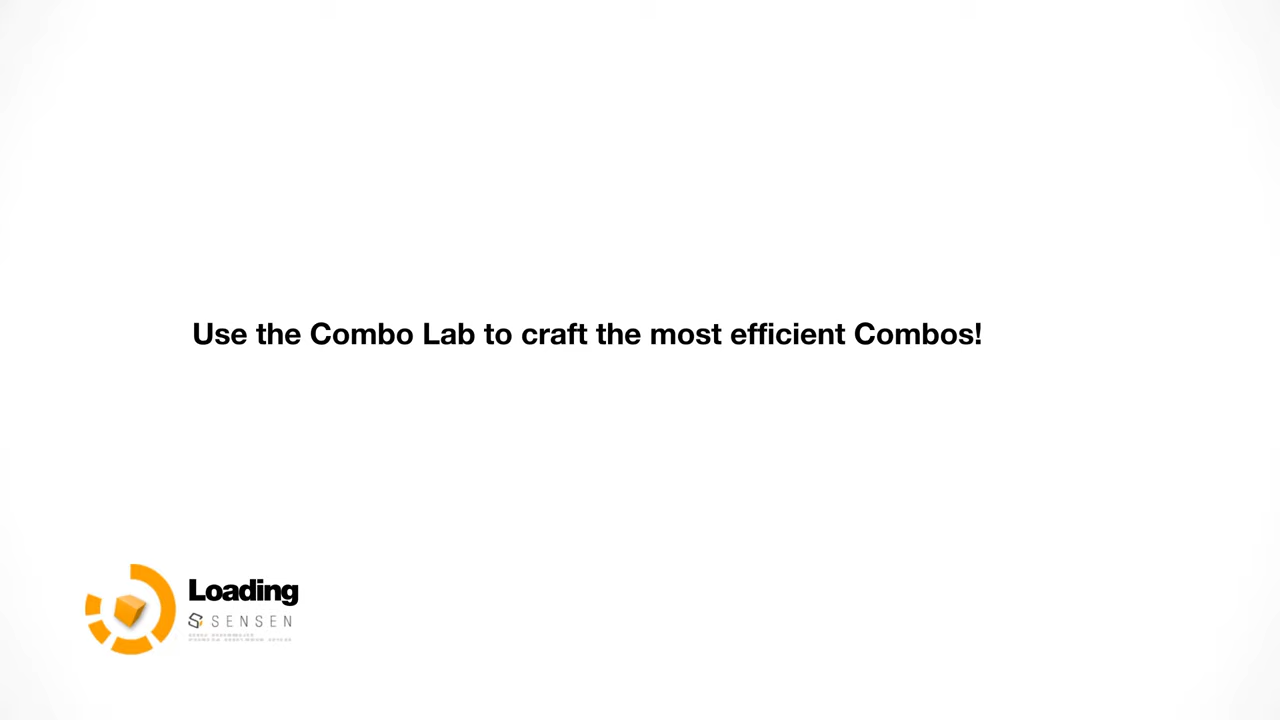 Use the Combo Lab to craft the most efficient Combos!
Loading
SENSEN